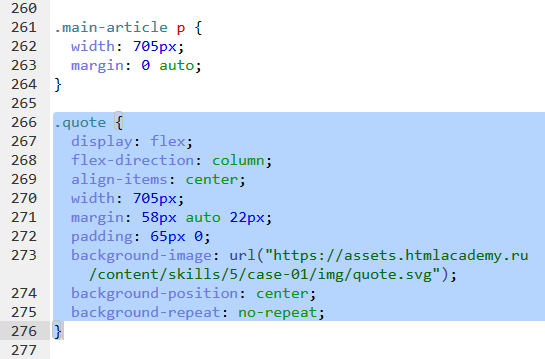 260
261 .main-article p {
262 width: 705px;
263 margin: 0 auto;
264 }
265
266 .quote {
267 display: flex;
268 flex-direction: column;
269 align-items: center;
270 width: 705px;
271 margin: 58px auto 22px;
272 padding: 65px 0;
273 background-image: url("https://assets.htmlacademy.ru
/content/skills/5/case-01/img/quote.svg");
274 background-position: center;
275 background-repeat: no-repeat;
276 }
277